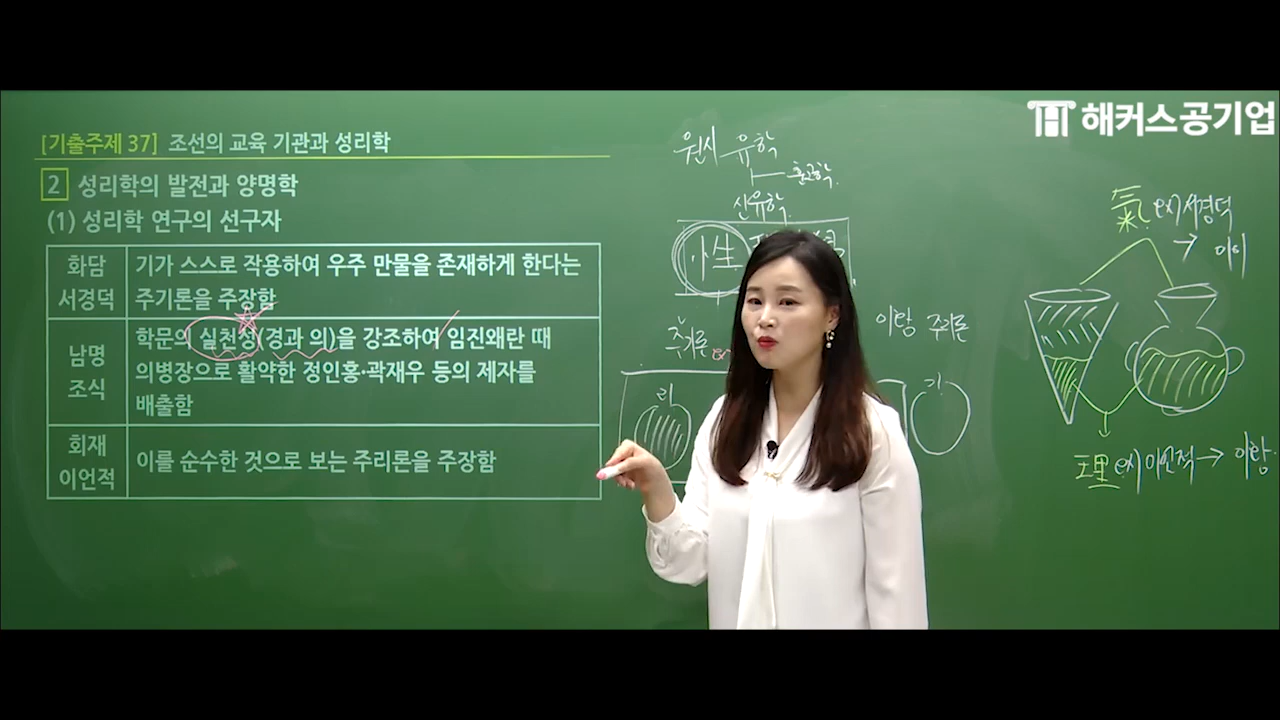 해커스공기업
[기출주제 37] 조선의 교육 기관과 성리학
2 성리학의 발전과 양명학
(1) 성리학 연구의 선구자
화담
서경덕
기가 스스로 작용하여 우주 만물을 존재하게 한다는
주기론을 주장함
남명
조식
학문의 실천성(경과 의)을 강조하여 임진왜란 때
의병장으로 활약한 정인홍·곽재우 등의 제자를
배출함
회재
이언적
이를 순수한 것으로 보는 주리론을 주장함
원시 유학
훈고학
신유학
性
주리론
리
이황 주리론
기
氣 ex) 서경덕
→ 이이
理 ex) 이언적 → 이황